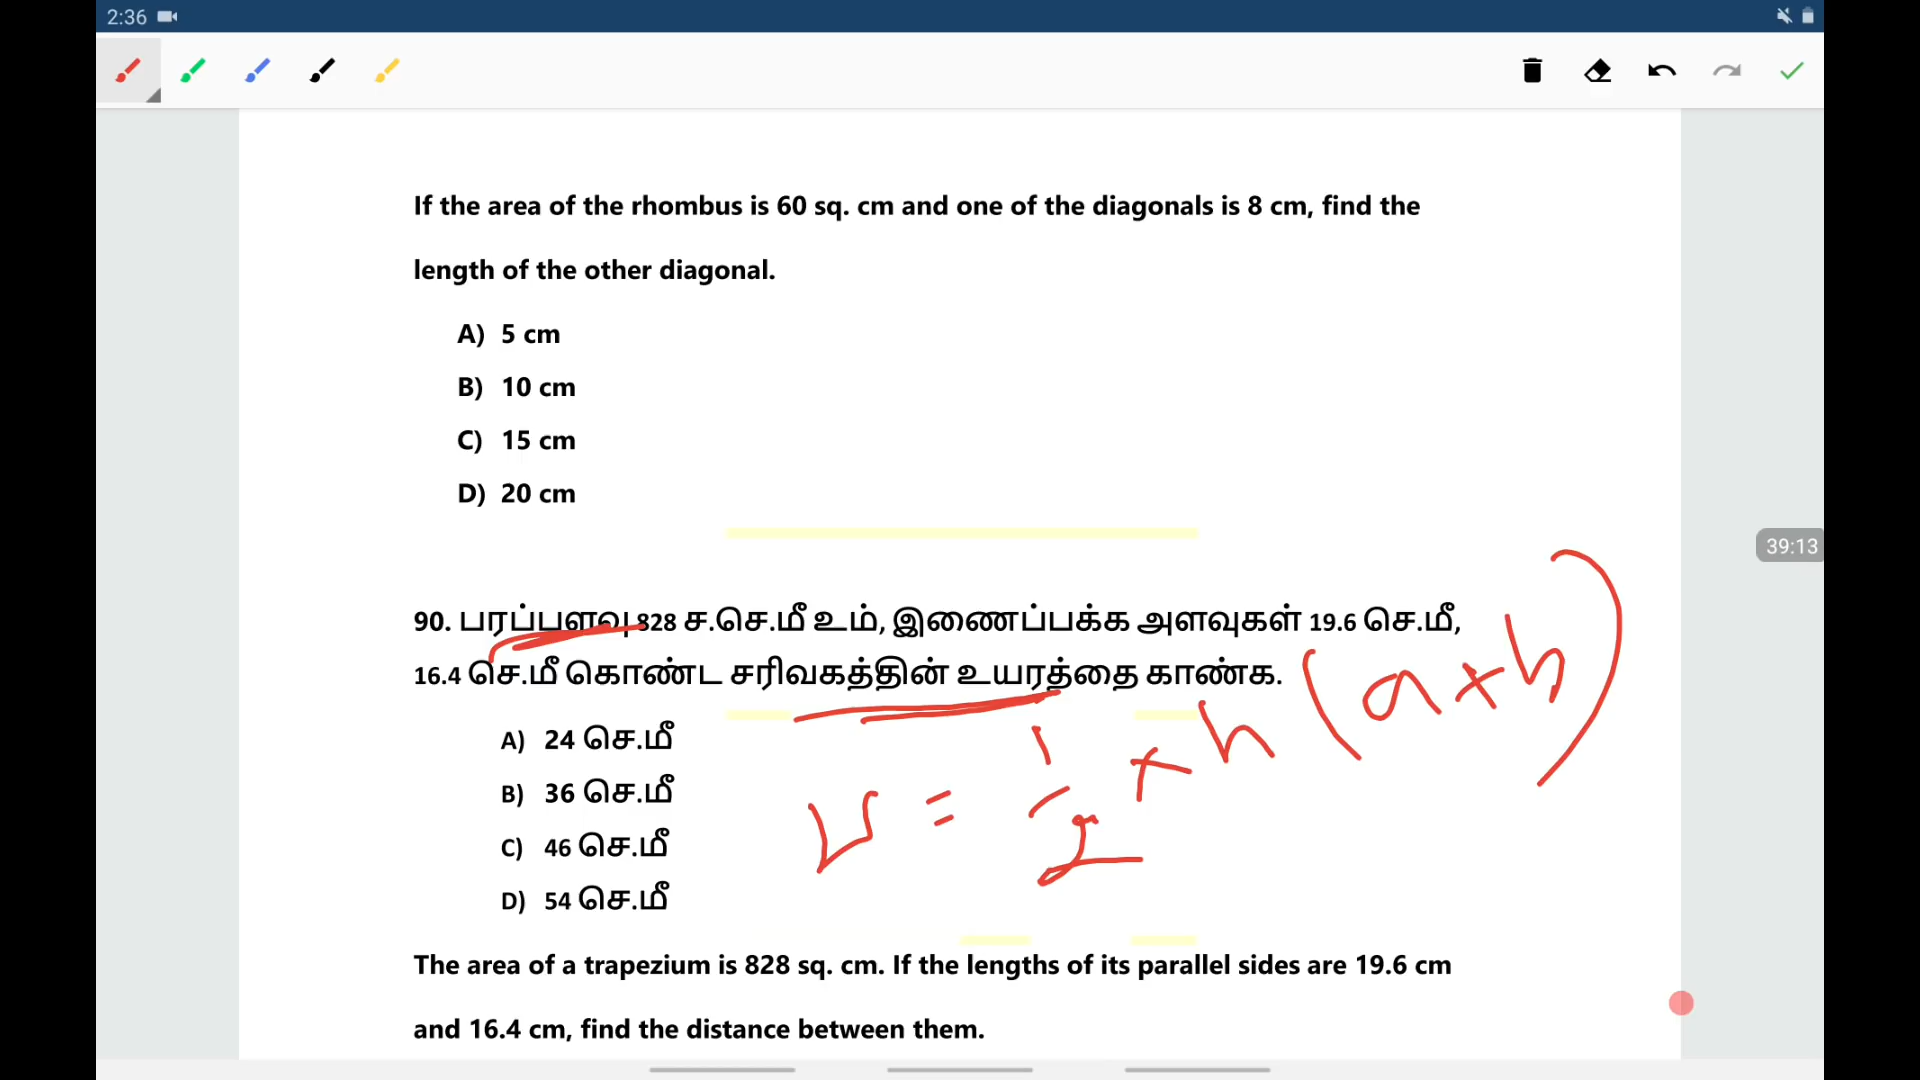 2:36
If the area of the rhombus is 60 sq. cm and one of the diagonals is 8 cm, find the
length of the other diagonal.
A) 5 cm
B) 10 cm
C) 15 cm
D) 20 cm
39:13
90. பரப்பளவு 828 ச.செ.மீ உம், இணைப்பக்க அளவுகள் 19.6 செ.மீ,
16.4 செ.மீ கொண்ட சரிவகத்தின் உயரத்தை காண்க.
A) 24 செ.மீ
B) 36 செ.மீ
C) 46 செ.மீ
D) 54 செ.மீ
ப = 1/2 × h (a+b)
The area of a trapezium is 828 sq. cm. If the lengths of its parallel sides are 19.6 cm
and 16.4 cm, find the distance between them.